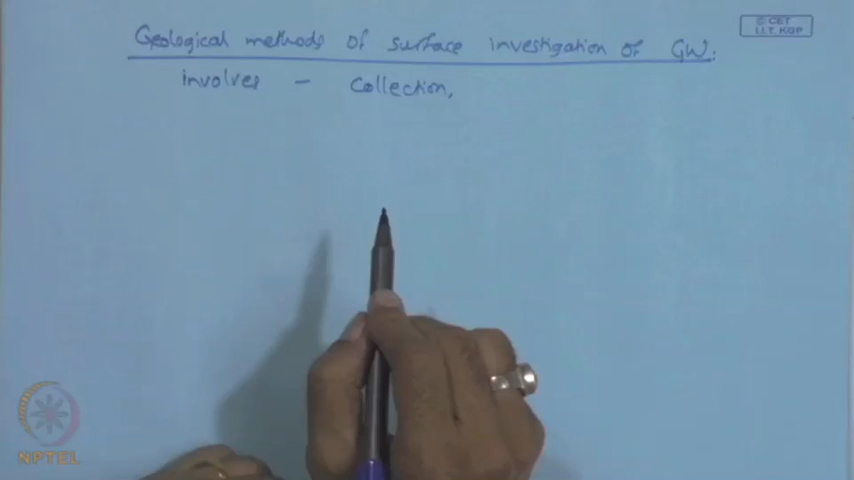 © CET
I.I.T. KGP
Geological methods of surface investigation of GW:
involves - Collection,
NPTEL